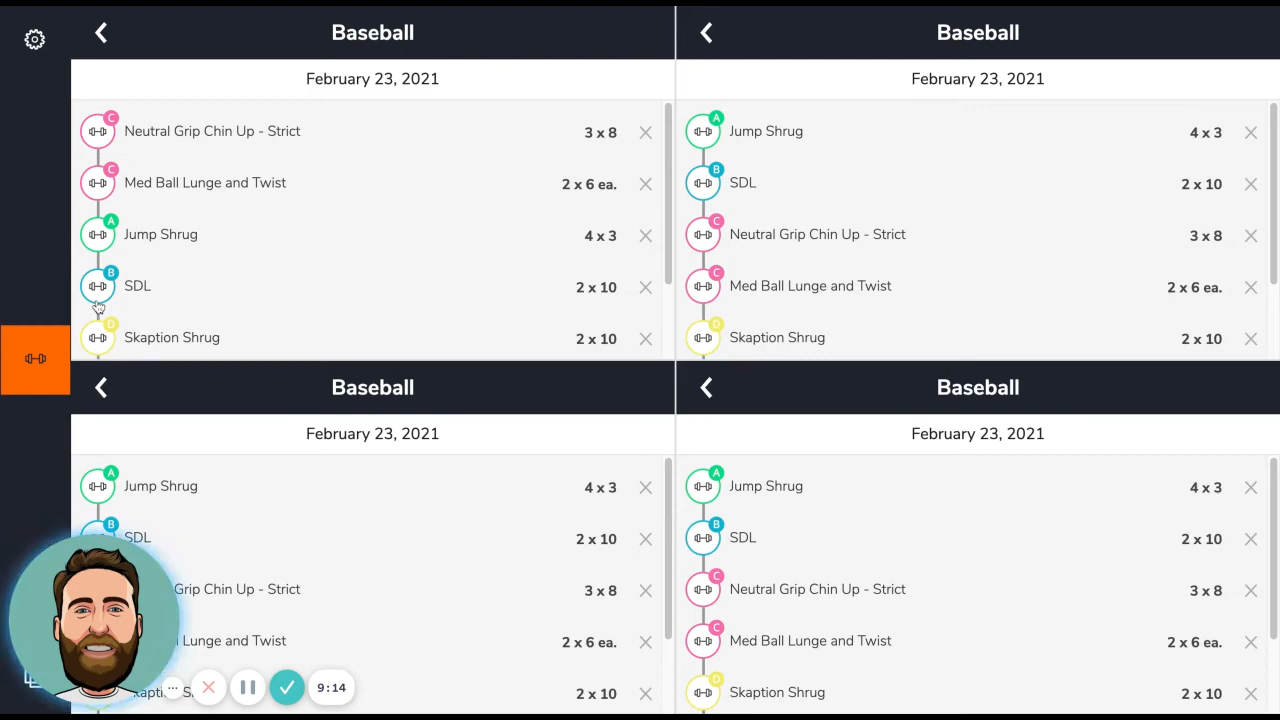 Baseball
February 23, 2021
C
Neutral Grip Chin Up - Strict 3 x 8
C
Med Ball Lunge and Twist 2 x 6 ea.
A
Jump Shrug 4 x 3
B
SDL 2 x 10
D
Skaption Shrug 2 x 10
Baseball
February 23, 2021
A
Jump Shrug 4 x 3
B
SDL 2 x 10
C
Neutral Grip Chin Up - Strict 3 x 8
C
Med Ball Lunge and Twist 2 x 6 ea.
D
Skaption Shrug 2 x 10
Baseball
February 23, 2021
A
Jump Shrug 4 x 3
B
SDL 2 x 10
Grip Chin Up - Strict 3 x 8
Lunge and Twist 2 x 6 ea.
2 x 10
9:14
Baseball
February 23, 2021
A
Jump Shrug 4 x 3
B
SDL 2 x 10
C
Neutral Grip Chin Up - Strict 3 x 8
C
Med Ball Lunge and Twist 2 x 6 ea.
D
Skaption Shrug 2 x 10